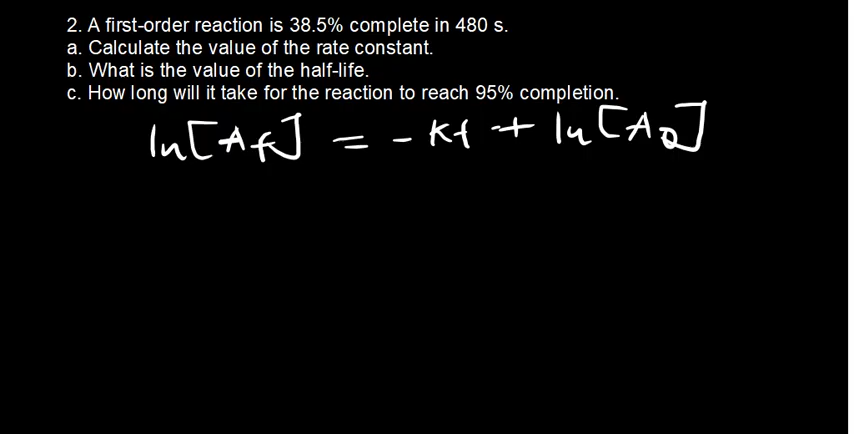 2. A first-order reaction is 38.5% complete in 480 s.
a. Calculate the value of the rate constant.
b. What is the value of the half-life.
c. How long will it take for the reaction to reach 95% completion.
ln[Af] = -Kt + ln[A0]